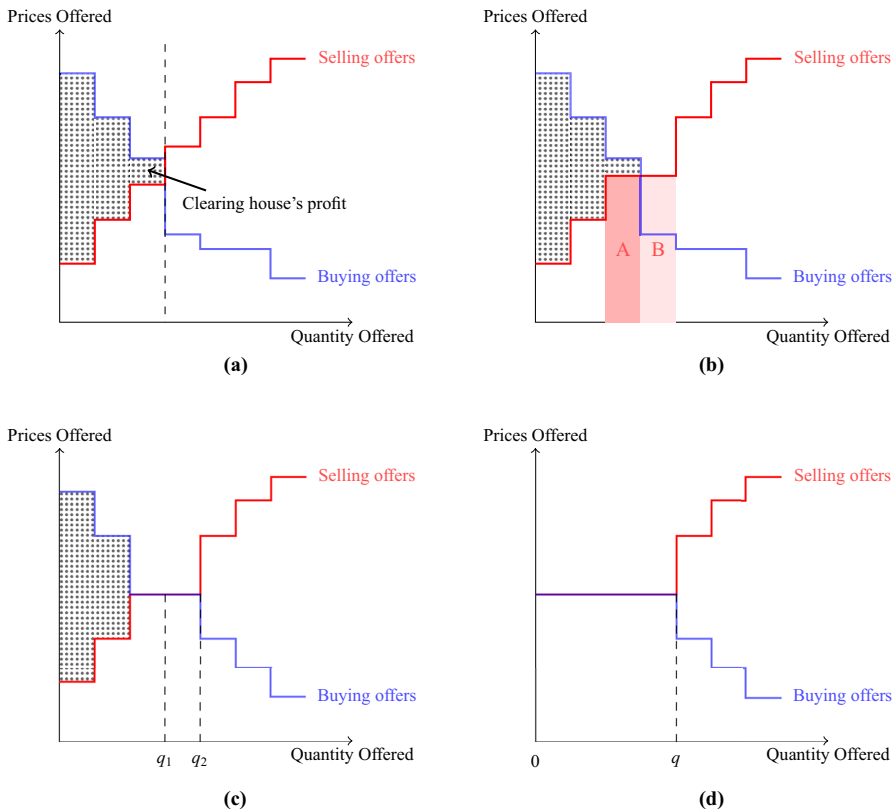 Prices Offered
Selling offers
Clearing house's profit
Buying offers
Quantity Offered
(a)
Prices Offered
Selling offers
A
B
Buying offers
Quantity Offered
(b)
Prices Offered
Selling offers
Buying offers
q₁
q₂
Quantity Offered
(c)
Prices Offered
Selling offers
Buying offers
0
q
Quantity Offered
(d)